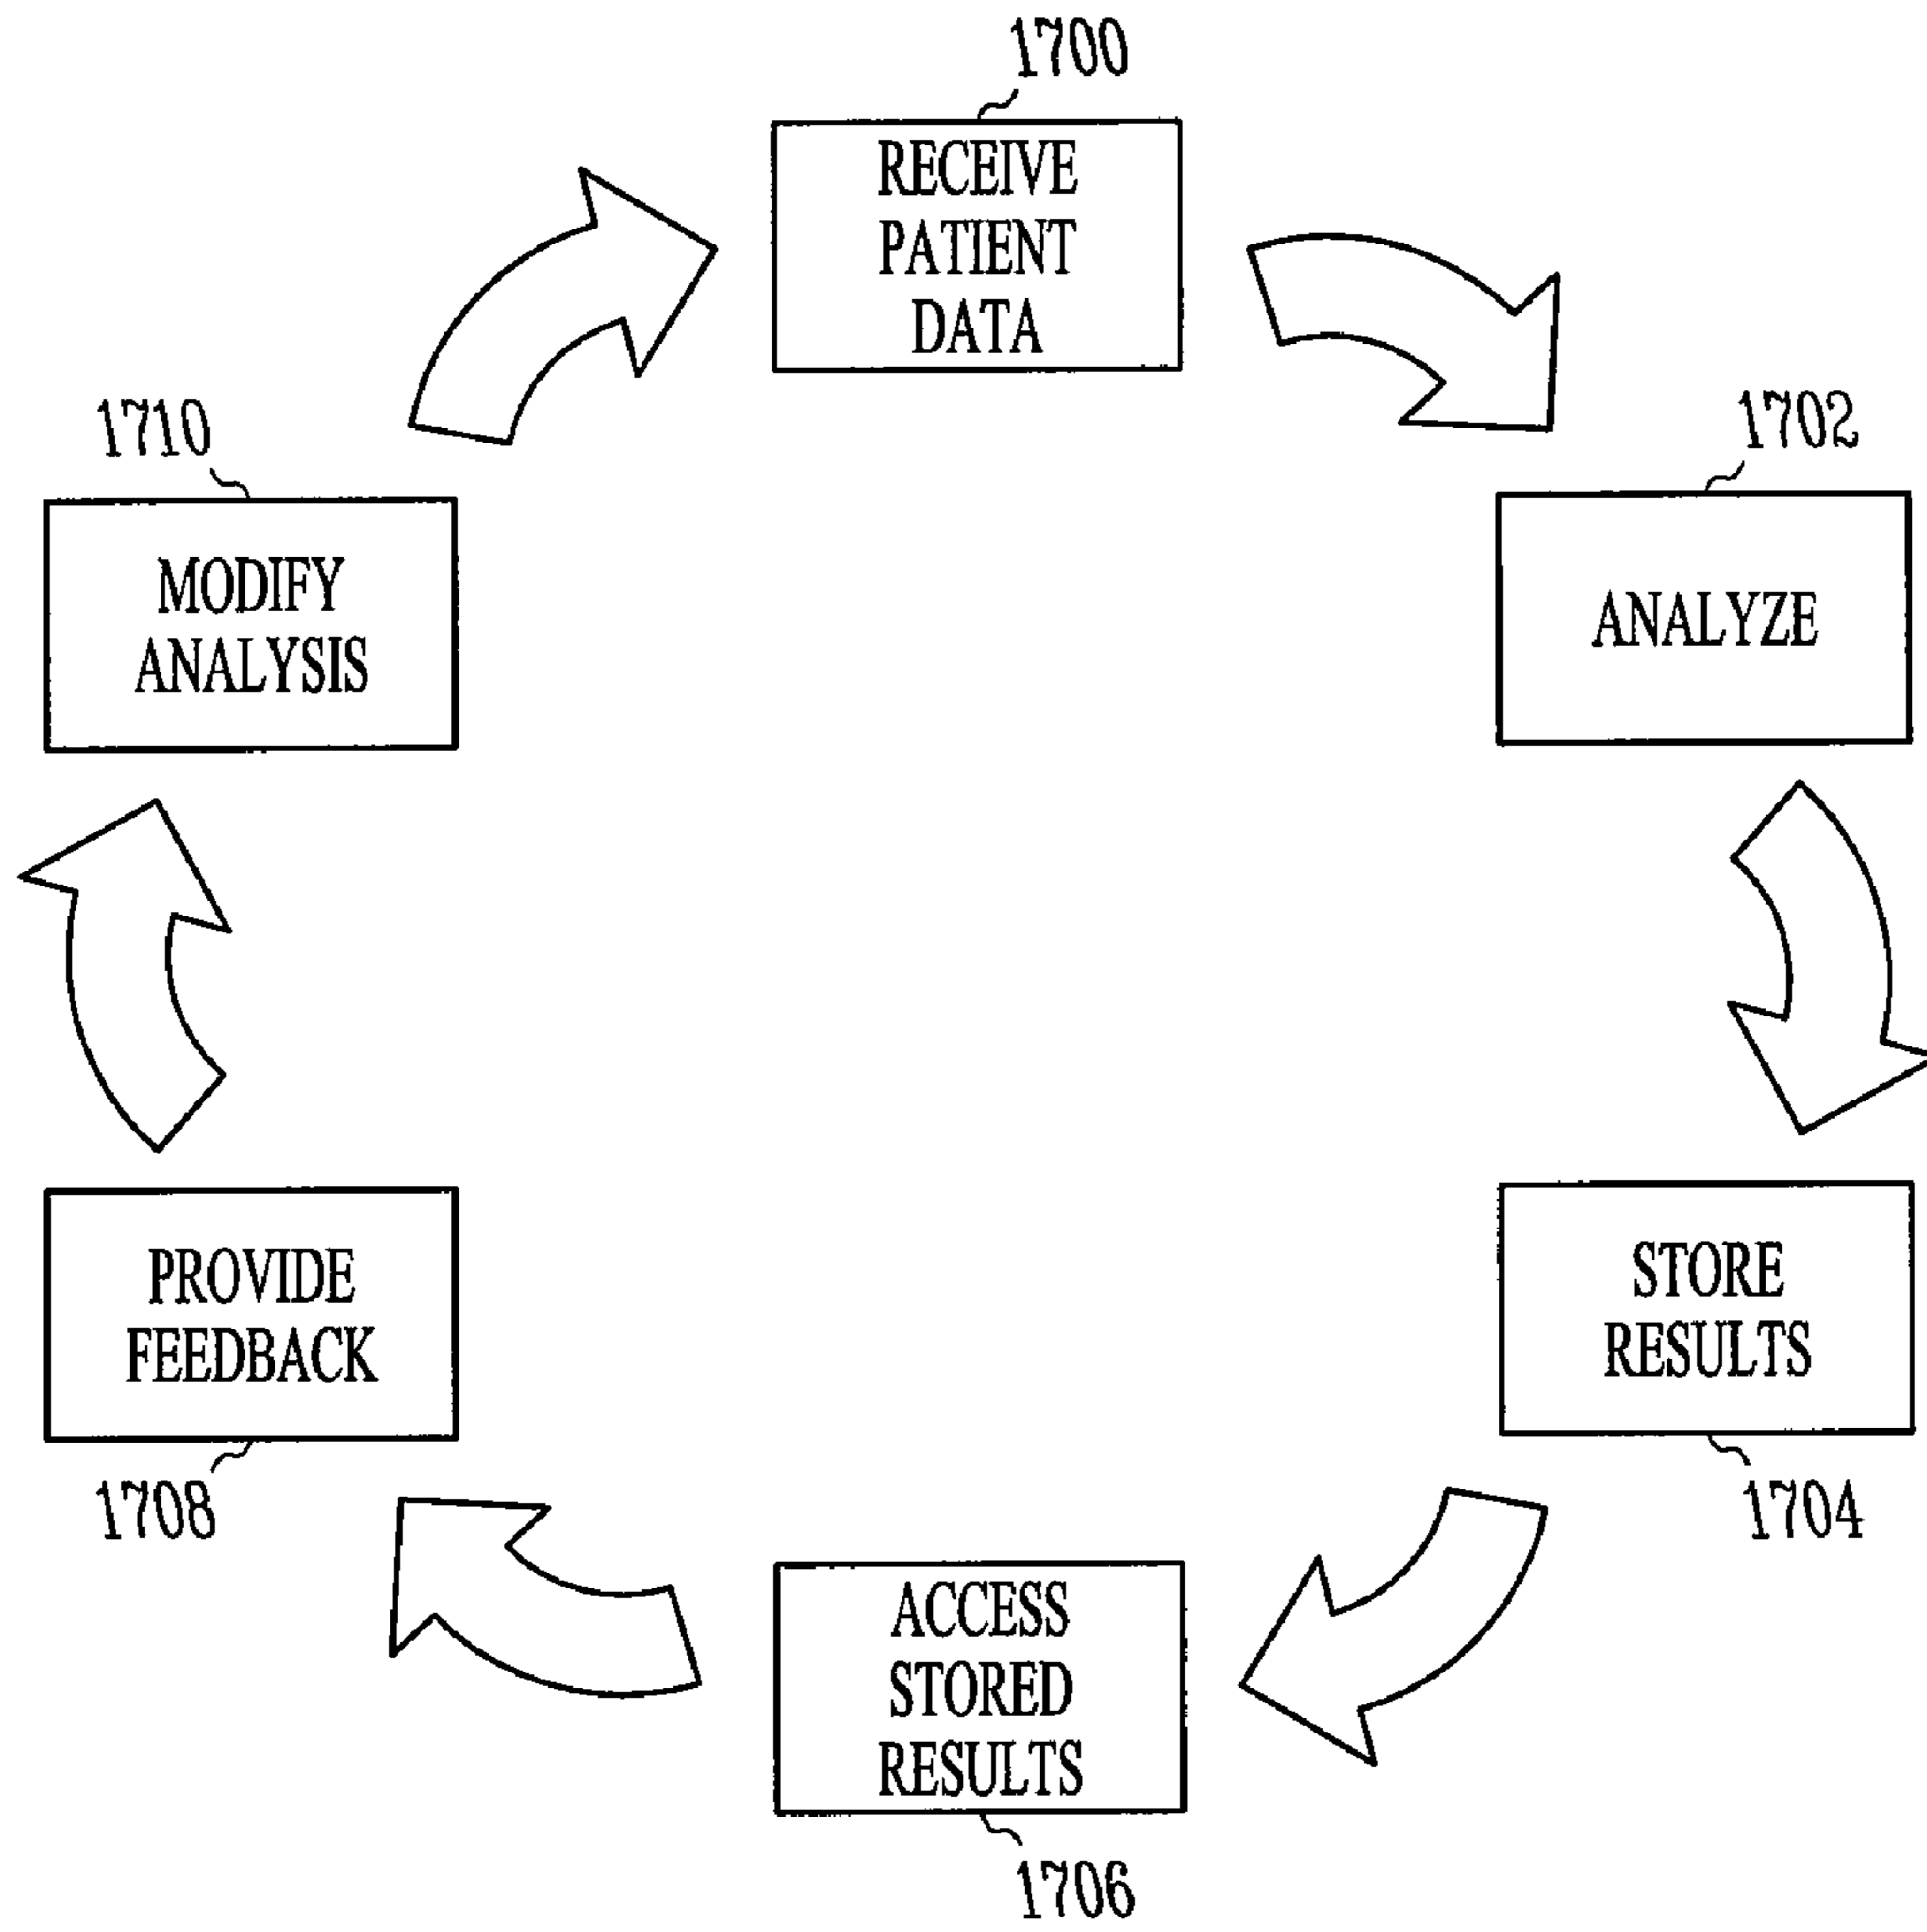 1700
RECEIVE
PATIENT
DATA
1702
ANALYZE
STORE
RESULTS
1704
ACCESS
STORED
RESULTS
1706
PROVIDE
FEEDBACK
1708
1710
MODIFY
ANALYSIS